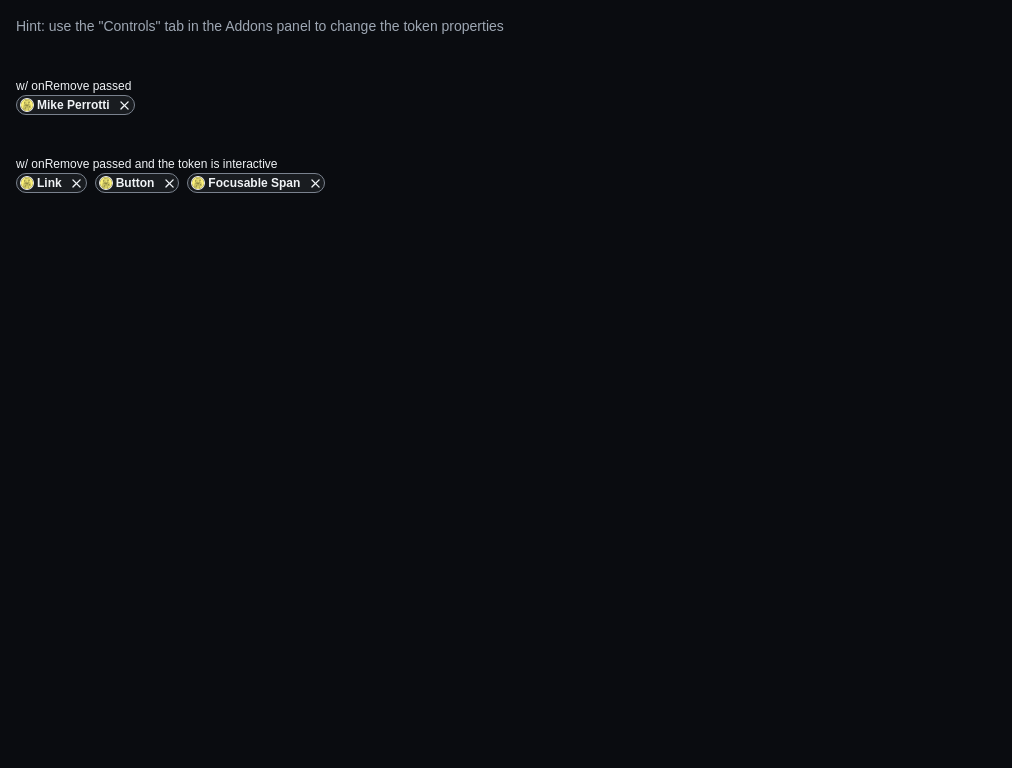 Hint: use the "Controls" tab in the Addons panel to change the token properties
w/ onRemove passed
Mike Perrotti
w/ onRemove passed and the token is interactive
Link Button Focusable Span